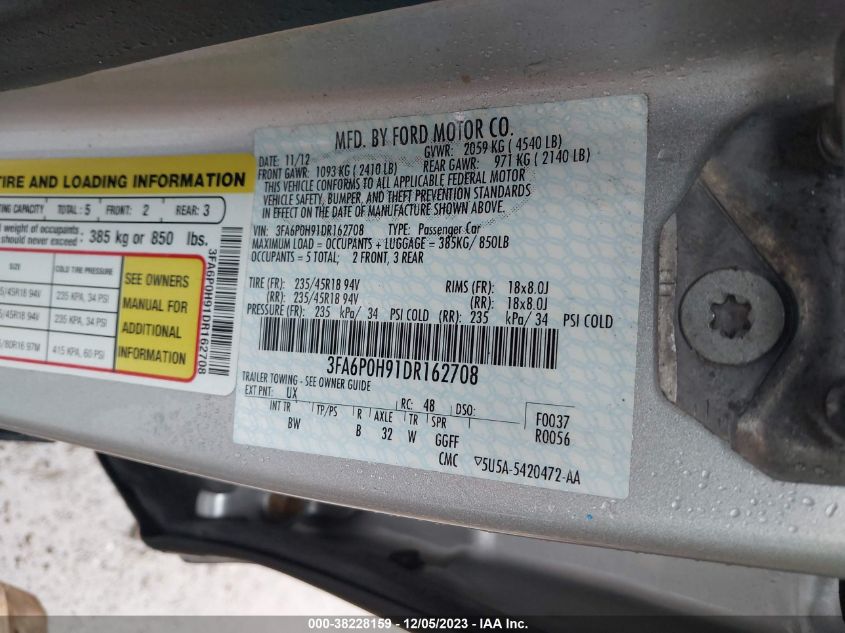 MFD. BY FORD MOTOR CO.
DATE: 11/12 GVWR: 2059 KG ( 4540 LB)
FRONT GAWR: 1093 KG ( 2410 LB) REAR GAWR: 971 KG ( 2140 LB)
THIS VEHICLE CONFORMS TO ALL APPLICABLE FEDERAL MOTOR
VEHICLE SAFETY, BUMPER, AND THEFT PREVENTION STANDARDS
IN EFFECT ON THE DATE OF MANUFACTURE SHOWN ABOVE.
VIN: 3FA6P0H91DR162708 TYPE: Passenger Car
MAXIMUM LOAD = OCCUPANTS + LUGGAGE = 385KG/ 850LB
OCCUPANTS = 5 TOTAL; 2 FRONT, 3 REAR
TIRE (FR): 235/45R18 94V RIMS (FR): 18x8.0J
(RR): 235/45R18 94V (RR): 18x8.0J
PRESSURE (FR): 235 kPa/ 34 PSI COLD (RR): 235 kPa/ 34 PSI COLD
3FA6P0H91DR162708
TRAILER TOWING - SEE OWNER GUIDE
EXT PNT: UX RC: 48 DSO:
INT TR TP/PS R AXLE TR SPR F0037
BW B 32 W GGFF R0056
CMC ▽5U5A-5420472-AA
TIRE AND LOADING INFORMATION
CAPACITY TOTAL : 5 FRONT: 2 REAR: 3
weight of occupants
should never exceed : 385 kg or 850 lbs.
SIZE COLD TIRE PRESSURE
45R18 94V 235 KPA, 34 PSI
45R18 94V 235 KPA, 34 PSI
80R16 97M 415 KPA, 60 PSI
SEE OWNERS
MANUAL FOR
ADDITIONAL
INFORMATION
3FA6P0H91DR162708
000-38228159 - 12/05/2023 - IAA Inc.